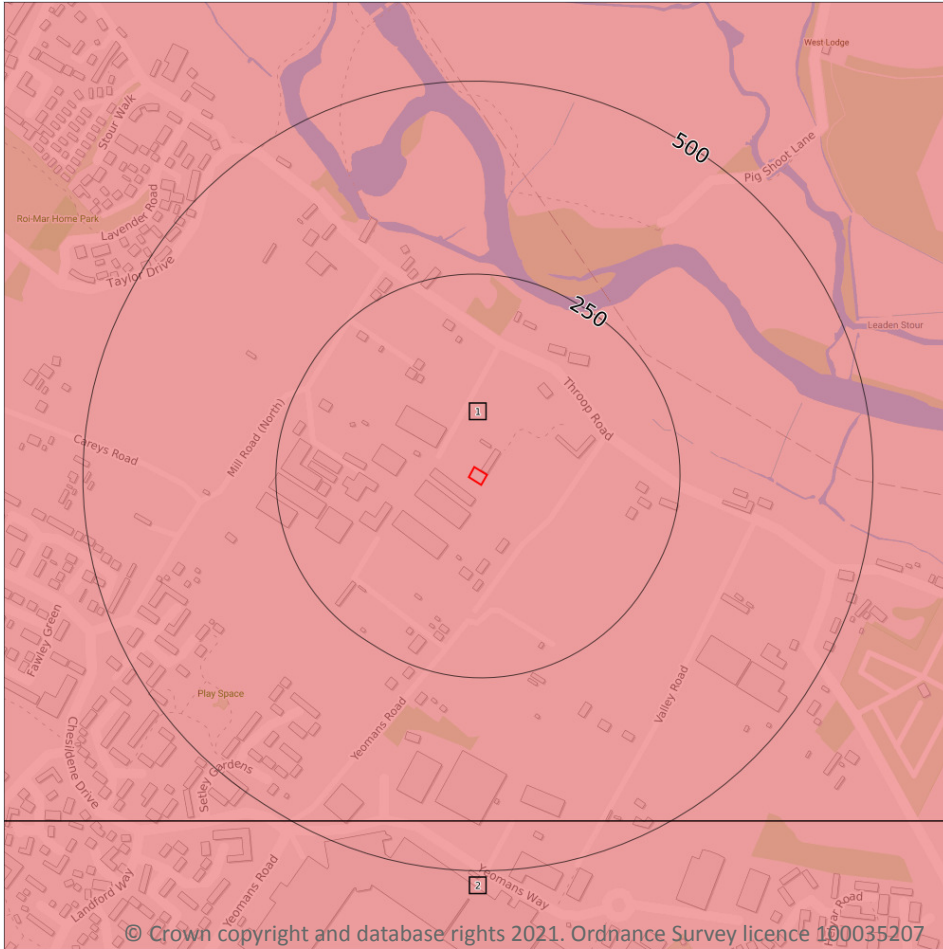 West Lodge
500
Stour Walk
Pig Shoot Lane
Lavender Road
Roi-Mar Home Park
Taylor Drive
250
Leaden Stour
Throop Road
1
Mill Road (North)
Careys Road
Fawley Green
Play Space
Valley Road
Yeomans Road
Chesildene Drive
Setley Gardens
Landford Way
Yeomans Road
2
Yeomans Way
Road
© Crown copyright and database rights 2021. Ordnance Survey licence 100035207